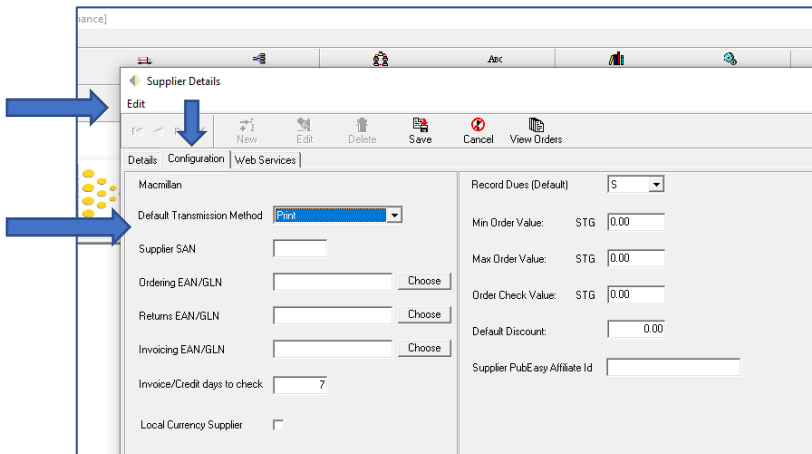 nance]
ABC
Supplier Details
Edit
New Edit Delete Save Cancel View Orders
Details Configuration Web Services
Macmillan
Default Transmission Method Print
Supplier SAN
Ordering EAN/GLN Choose
Returns EAN/GLN Choose
Invoicing EAN/GLN Choose
Invoice/Credit days to check 7
Local Currency Supplier
Record Dues (Default) S
Min Order Value: STG 0.00
Max Order Value: STG 0.00
Order Check Value: STG 0.00
Default Discount: 0.00
Supplier PubEasy Affiliate Id